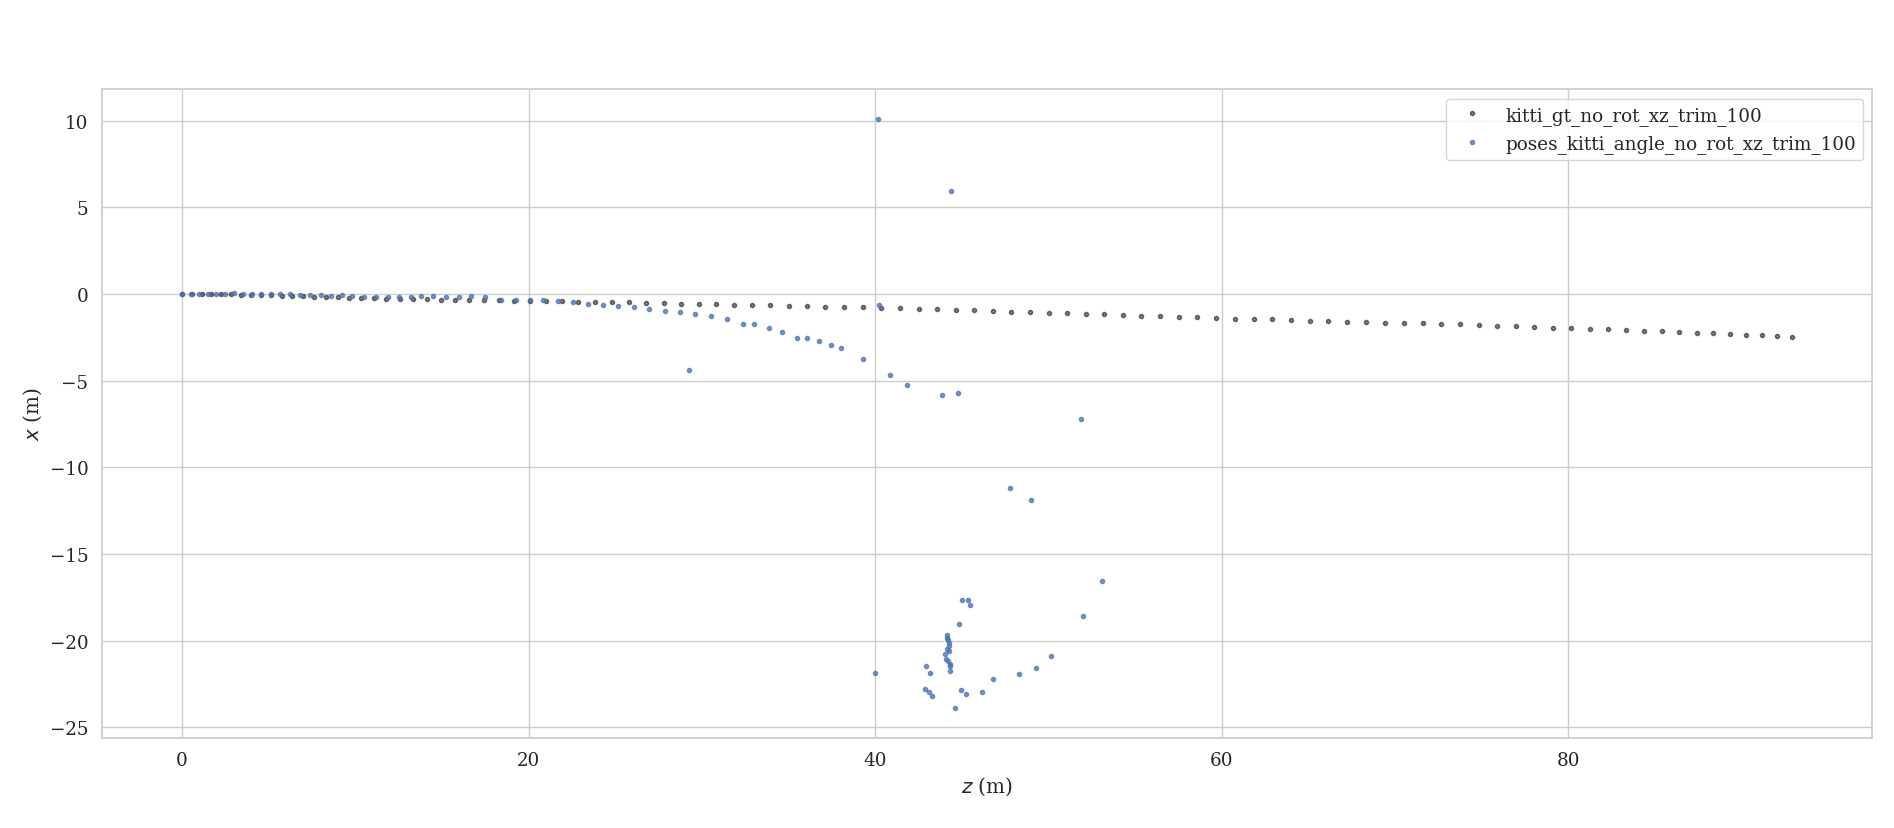 kitti_gt_no_rot_xz_trim_100
poses_kitti_angle_no_rot_xz_trim_100
10
5
0
−5
−10
−15
−20
−25
x (m)
0 20 40 60 80
z (m)